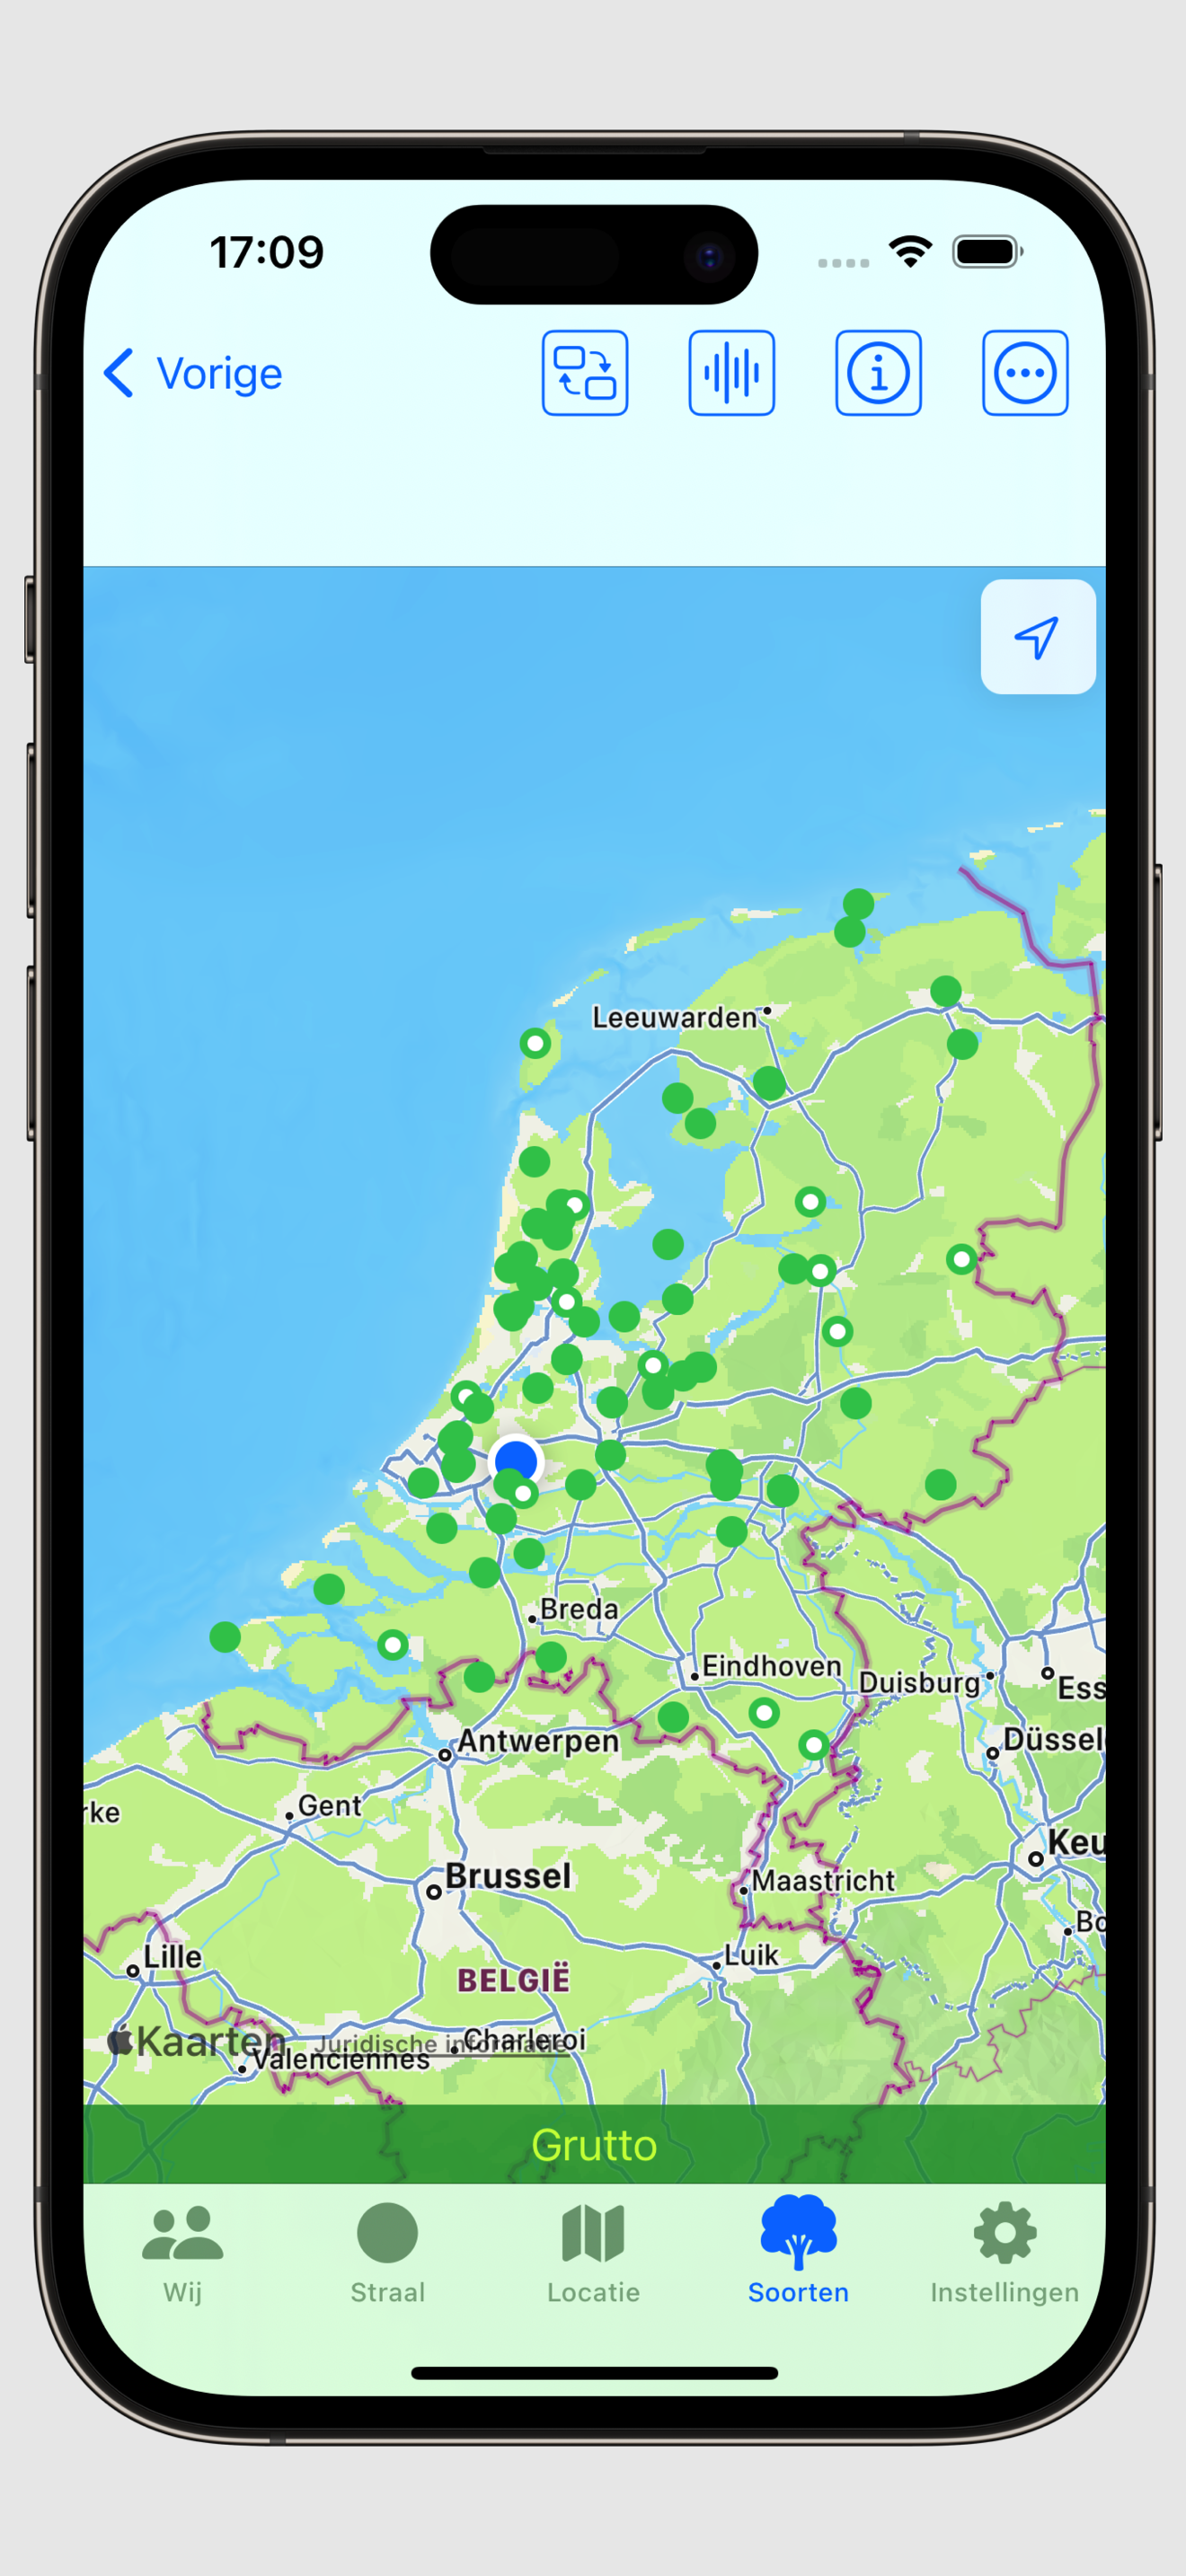 17:09
Vorige
Leeuwarden
Breda
Eindhoven
Duisburg
Ess
Antwerpen
Düssel
Gent
rke
Keu
Brussel
Maastricht
Bo
Lille
Luik
BELGIË
Kaarten
Juridische informatie
Charleroi
Valenciennes
Grutto
Wij
Straal
Locatie
Soorten
Instellingen